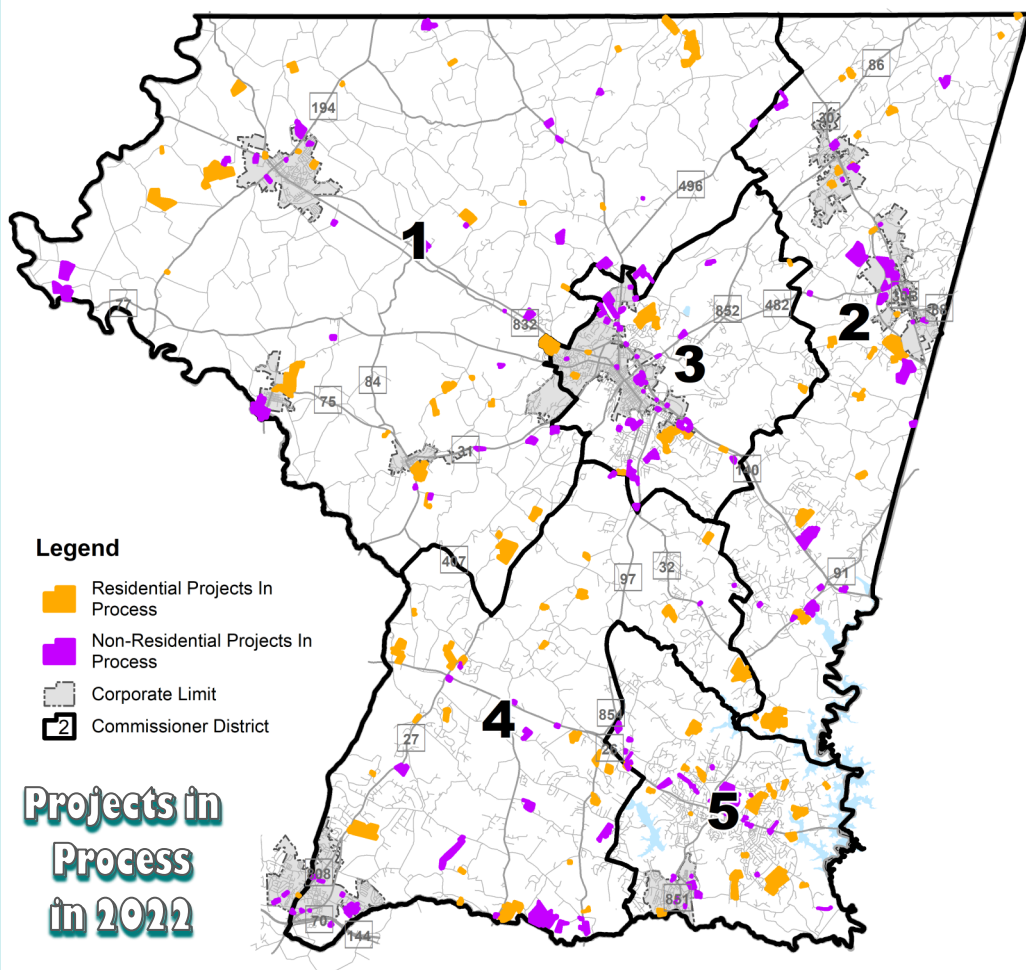 86
194
30
496
1
77
482
852
2
832
3
84
75
31
Legend
407
97
32
91
Residential Projects In
Process
Non-Residential Projects In
Process
Corporate Limit
2
Commissioner District
4
27
Projects in
Process
in 2022
5
70
144